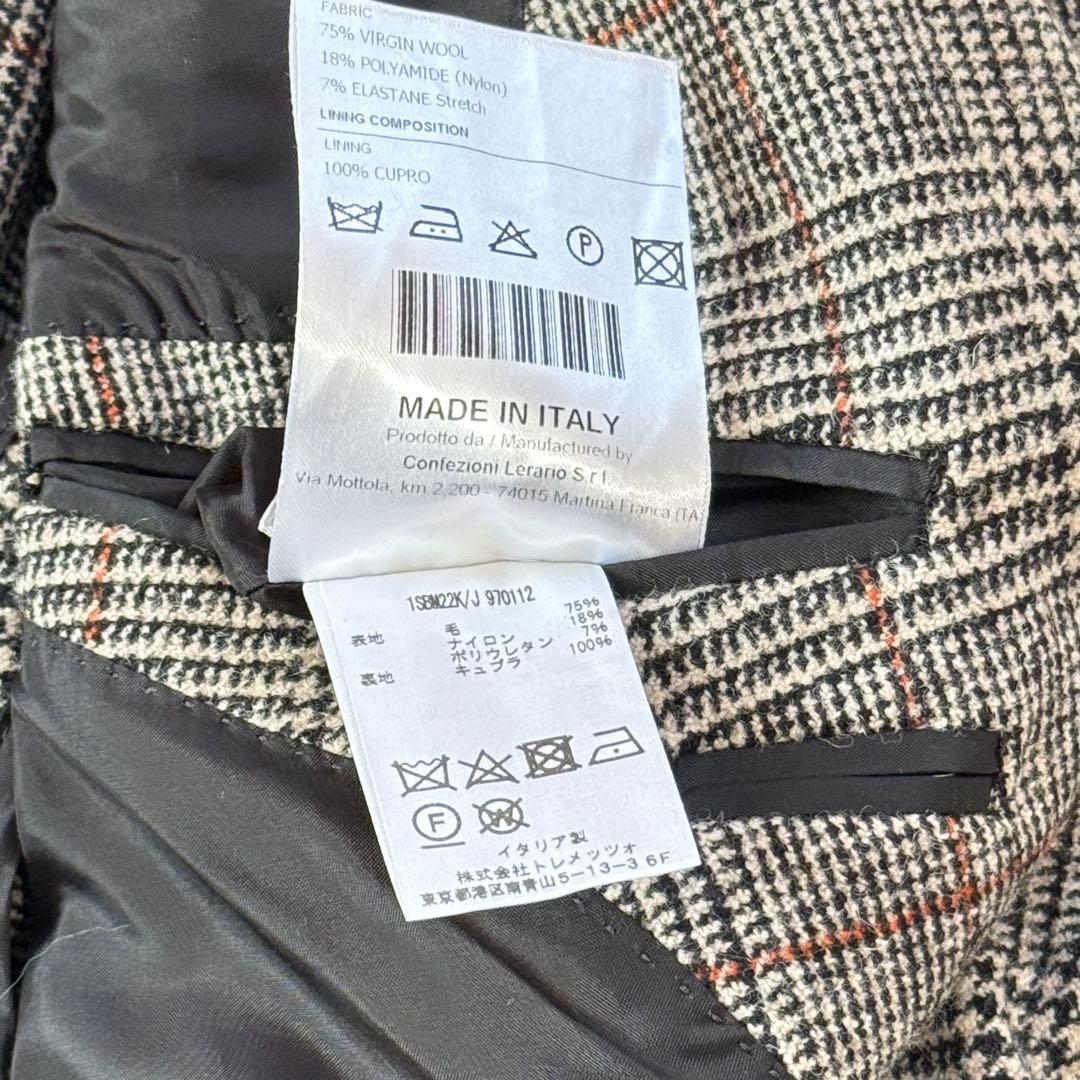 FABRIC
75% VIRGIN WOOL
18% POLYAMIDE (Nylon)
7% ELASTANE Stretch
LINING COMPOSITION
LINING
100% CUPRO
P
MADE IN ITALY
Prodotto da / Manufactured by
Confezioni Lerario S.r.l.
Via Mottola, km 2,200 - 74015 Martina Franca (TA)
1SBM22K/J 970112
表地 毛 75%
ナイロン 18%
ポリウレタン 7%
裏地 キュプラ 100%
F W
イタリア製
株式会社トレメッツォ
東京都港区南青山5-13-3 6F